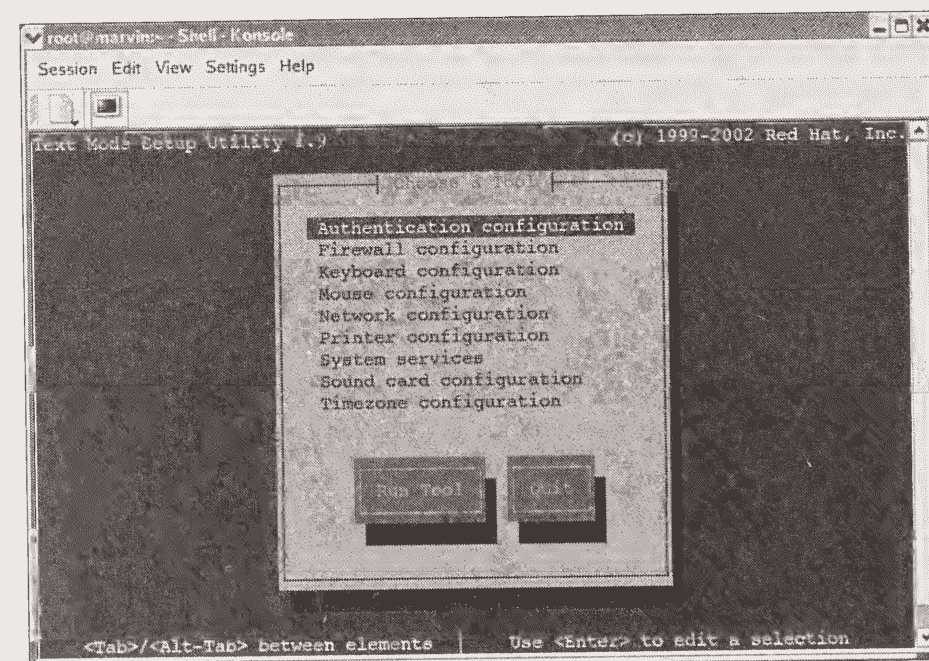 root@marvin:~ - Shell - Konsole
Session Edit View Settings Help
Text Mode Setup Utility 1.9 (c) 1999-2002 Red Hat, Inc.
Choose a Tool
Authentication configuration
Firewall configuration
Keyboard configuration
Mouse configuration
Network configuration
Printer configuration
System services
Sound card configuration
Timezone configuration
Run Tool Quit
<Tab>/<Alt-Tab> between elements | Use <Enter> to edit a selection